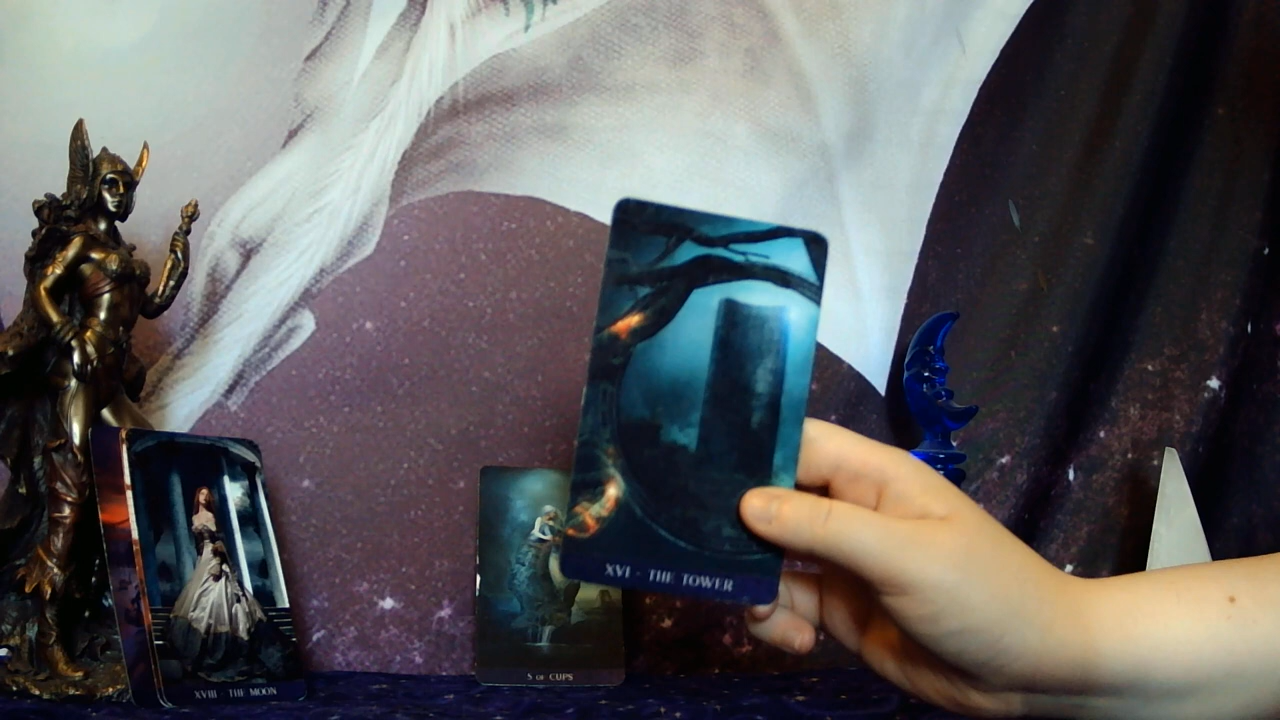 XVI - THE TOWER
5 OF CUPS
XVIII - THE MOON